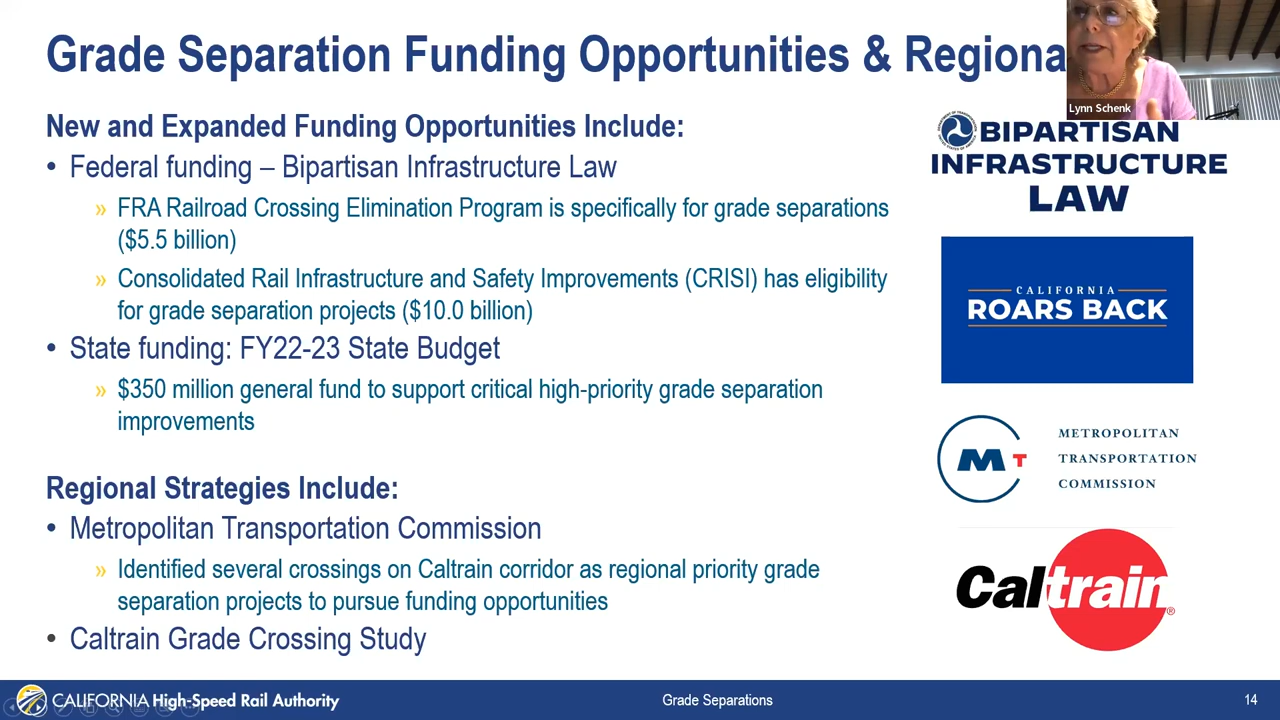 Grade Separation Funding Opportunities & Regiona
Lynn Schenk
New and Expanded Funding Opportunities Include:
• Federal funding – Bipartisan Infrastructure Law
» FRA Railroad Crossing Elimination Program is specifically for grade separations
($5.5 billion)
» Consolidated Rail Infrastructure and Safety Improvements (CRISI) has eligibility
for grade separation projects ($10.0 billion)
• State funding: FY22-23 State Budget
» $350 million general fund to support critical high-priority grade separation
improvements
Regional Strategies Include:
• Metropolitan Transportation Commission
» Identified several crossings on Caltrain corridor as regional priority grade
separation projects to pursue funding opportunities
• Caltrain Grade Crossing Study
BIPARTISAN
INFRASTRUCTURE
LAW
CALIFORNIA
ROARS BACK
MT
METROPOLITAN
TRANSPORTATION
COMMISSION
Caltrain®
CALIFORNIA High-Speed Rail Authority
Grade Separations
14